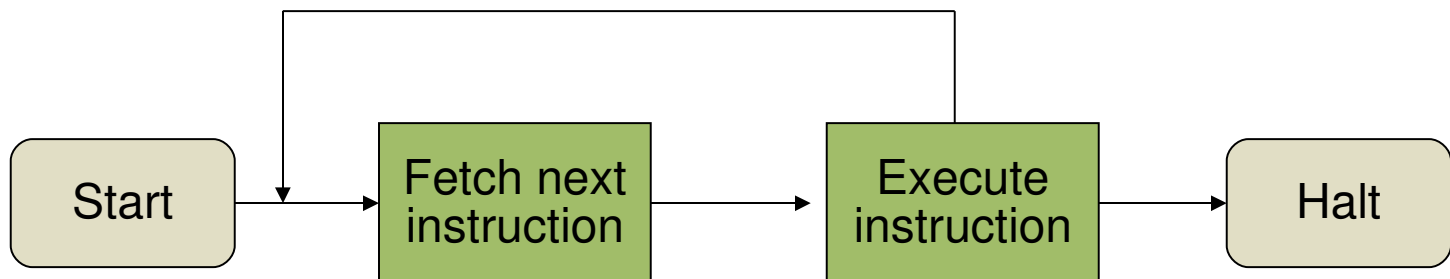 Start
Fetch next
instruction
Execute
instruction
Halt